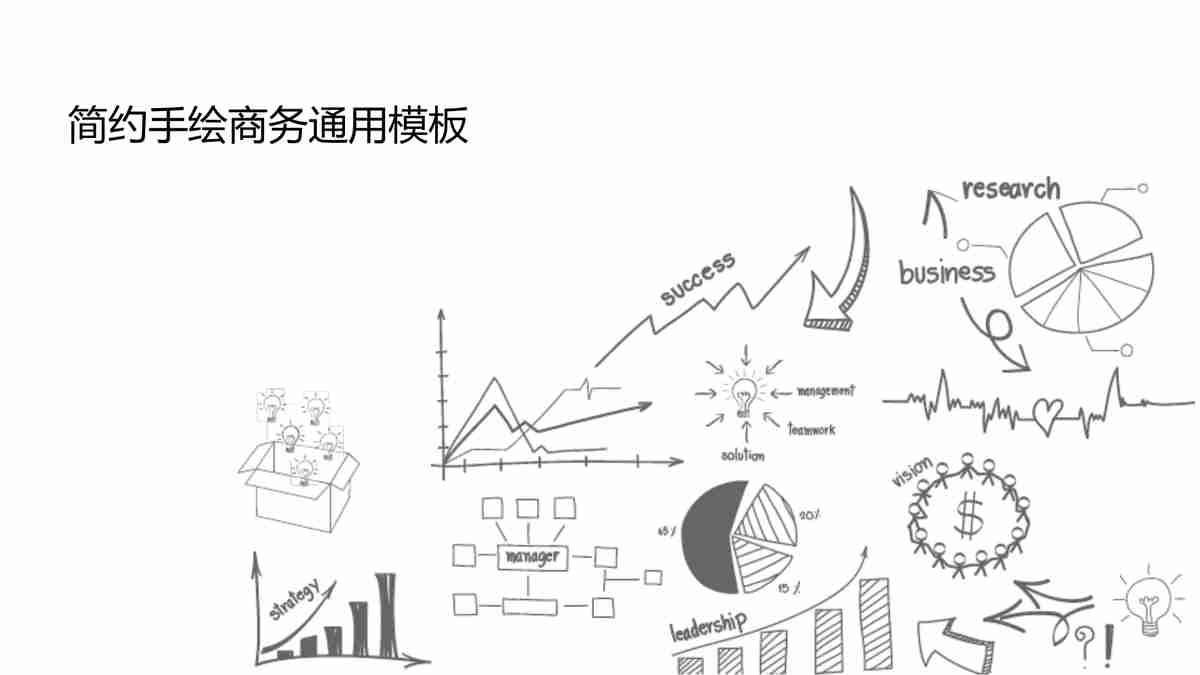 简约手绘商务通用模板
research
success
business
management
teamwork
solution
vision
$
65%
20%
manager
15%
strategy
leadership
? !